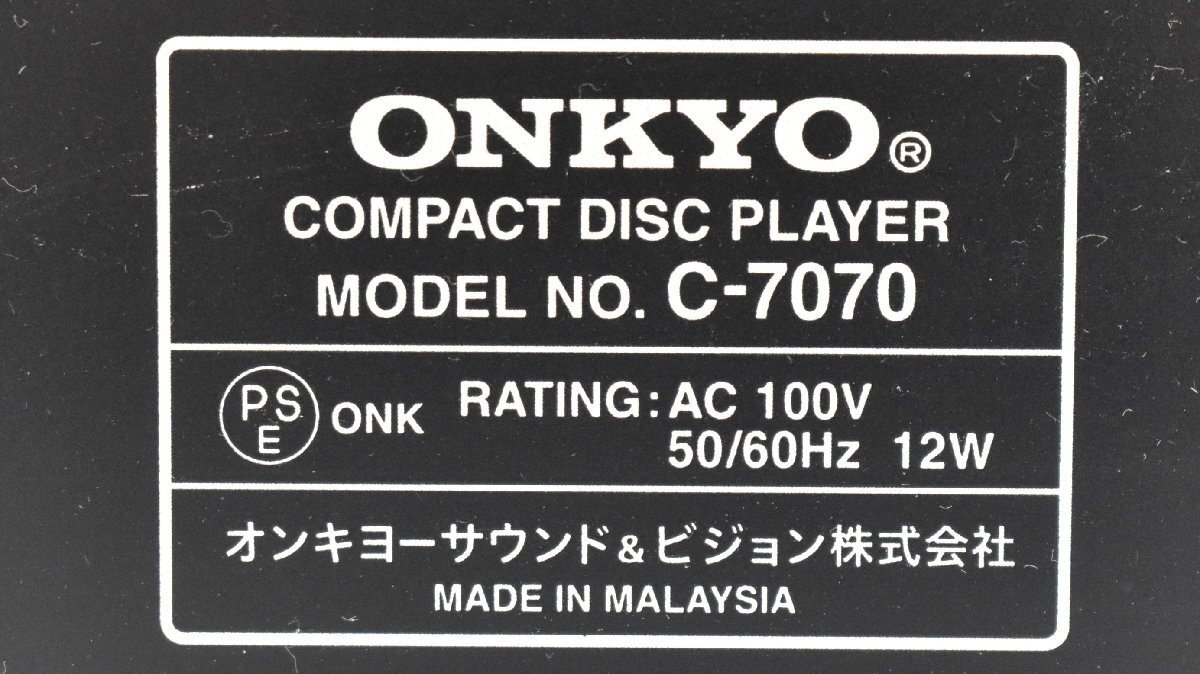 ONKYO®
COMPACT DISC PLAYER
MODEL NO. C-7070
PSE ONK RATING: AC 100V
50/60Hz 12W
オンキヨーサウンド&ビジョン株式会社
MADE IN MALAYSIA